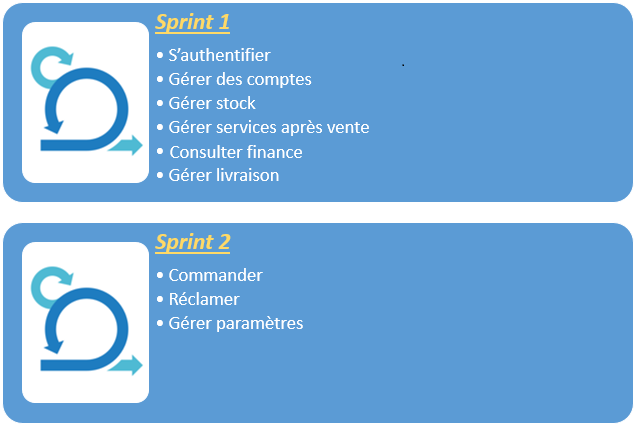 Sprint 1
• S’authentifier
• Gérer des comptes
• Gérer stock
• Gérer services après vente
• Consulter finance
• Gérer livraison
Sprint 2
• Commander
• Réclamer
• Gérer paramètres